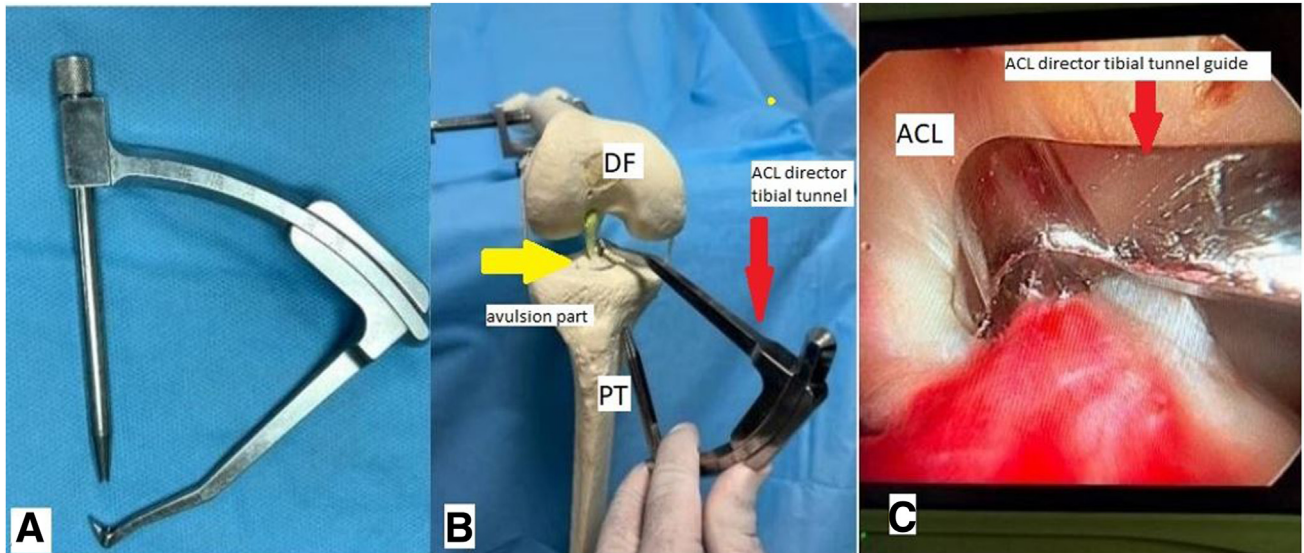 A
DF
ACL director
tibial tunnel
avulsion part
PT
B
ACL director tibial tunnel guide
ACL
C